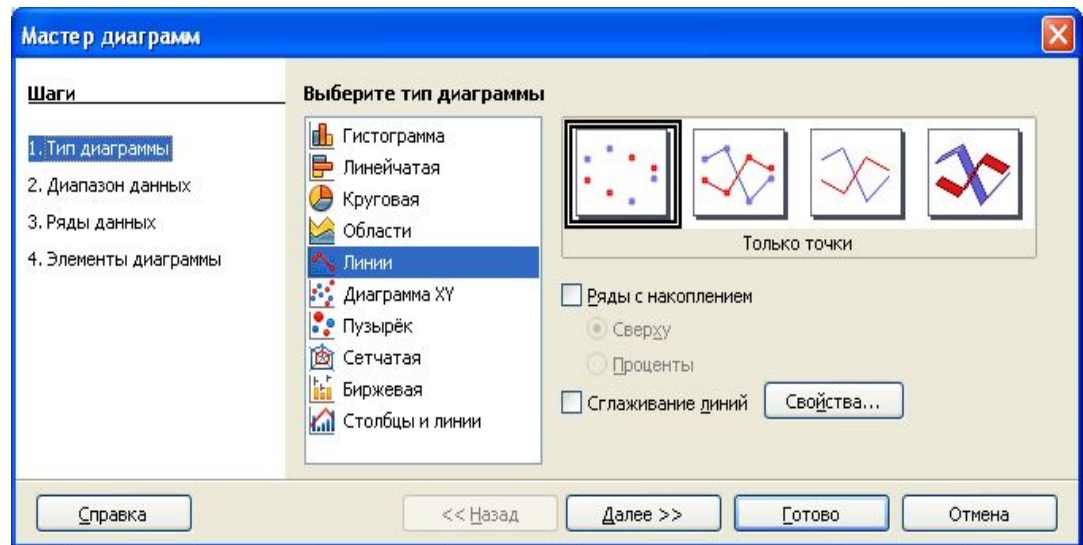 Мастер диаграмм
Шаги
1. Тип диаграммы
2. Диапазон данных
3. Ряды данных
4. Элементы диаграммы
Выберите тип диаграммы
Гистограмма
Линейчатая
Круговая
Области
Линии
Диаграмма XY
Пузырёк
Сетчатая
Биржевая
Столбцы и линии
Только точки
Ряды с накоплением
Сверху
Проценты
Сглаживание линий
Свойства...
Справка
<< Назад
Далее >>
Готово
Отмена